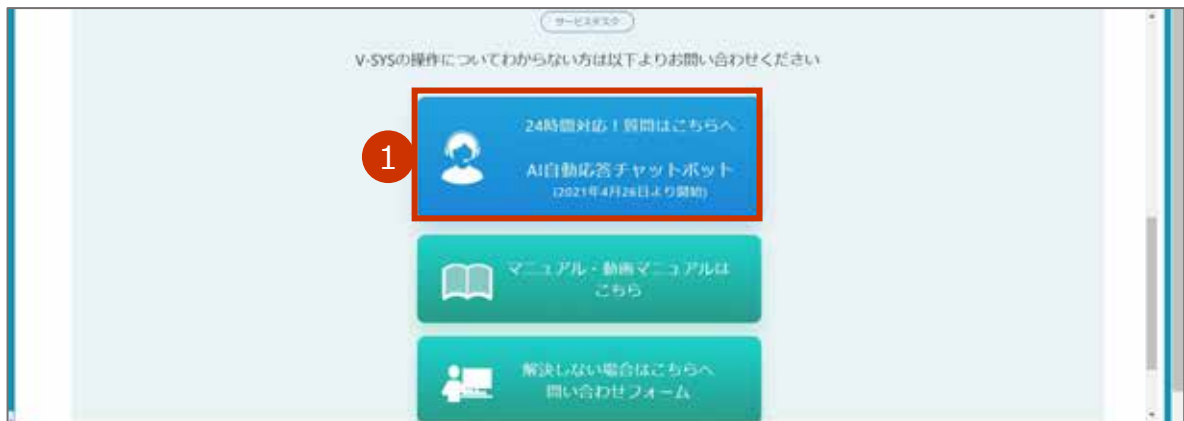 サービスデスク
V-SYSの操作についてわからない方は以下よりお問い合わせください
1
24時間対応！質問はこちらへ
AI自動応答チャットボット
(2021年4月26日より開始)
マニュアル・動画マニュアルは
こちら
解決しない場合はこちらへ
問い合わせフォーム